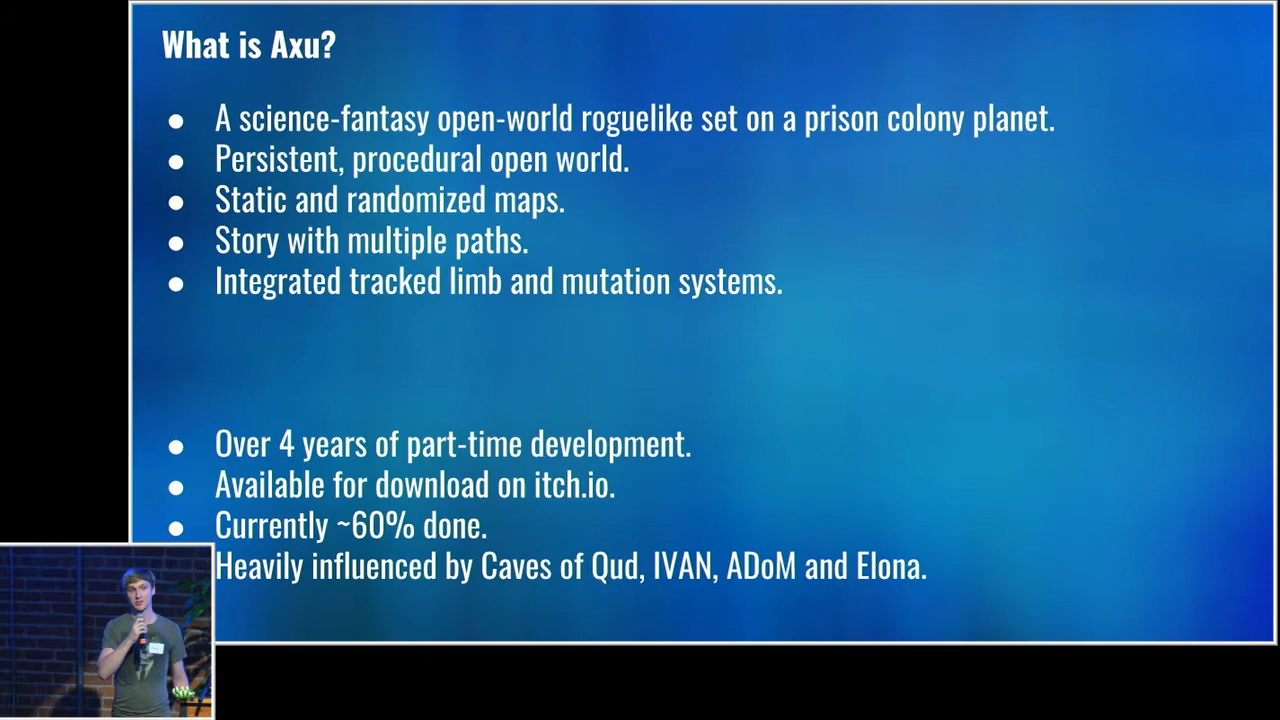 What is Axu?
● A science-fantasy open-world roguelike set on a prison colony planet.
● Persistent, procedural open world.
● Static and randomized maps.
● Story with multiple paths.
● Integrated tracked limb and mutation systems.
● Over 4 years of part-time development.
● Available for download on itch.io.
● Currently ~60% done.
Heavily influenced by Caves of Qud, IVAN, ADoM and Elona.